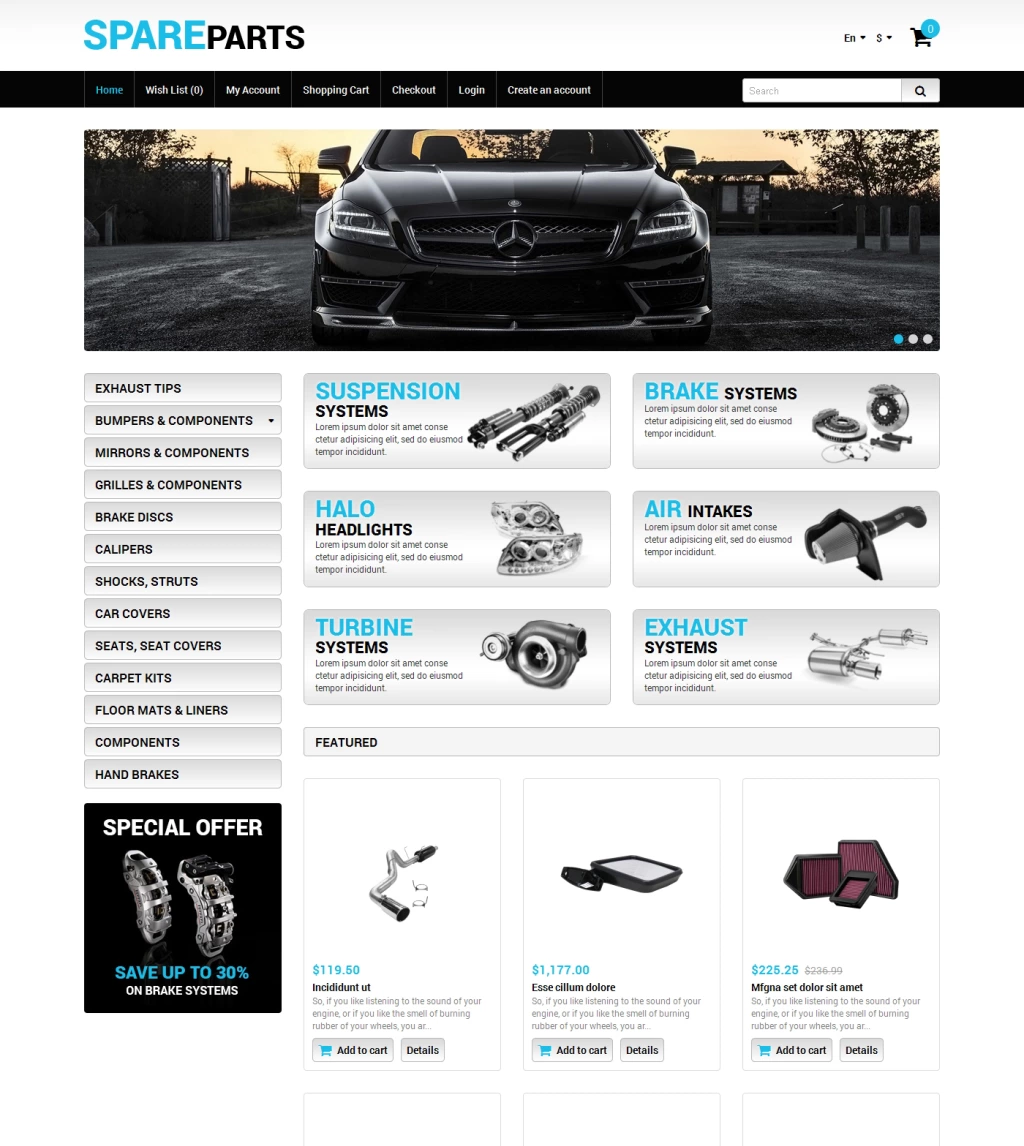 SPAREPARTS
En $ 0
Home Wish List (0) My Account Shopping Cart Checkout Login Create an account Search
EXHAUST TIPS
BUMPERS & COMPONENTS
MIRRORS & COMPONENTS
GRILLES & COMPONENTS
BRAKE DISCS
CALIPERS
SHOCKS, STRUTS
CAR COVERS
SEATS, SEAT COVERS
CARPET KITS
FLOOR MATS & LINERS
COMPONENTS
HAND BRAKES
SPECIAL OFFER
SAVE UP TO 30%
ON BRAKE SYSTEMS
SUSPENSION
SYSTEMS
Lorem ipsum dolor sit amet conse
ctetur adipisicing elit, sed do eiusmod
tempor incididunt.
BRAKE SYSTEMS
Lorem ipsum dolor sit amet conse
ctetur adipisicing elit, sed do eiusmod
tempor incididunt.
HALO
HEADLIGHTS
Lorem ipsum dolor sit amet conse
ctetur adipisicing elit, sed do eiusmod
tempor incididunt.
AIR INTAKES
Lorem ipsum dolor sit amet conse
ctetur adipisicing elit, sed do eiusmod
tempor incididunt.
TURBINE
SYSTEMS
Lorem ipsum dolor sit amet conse
ctetur adipisicing elit, sed do eiusmod
tempor incididunt.
EXHAUST
SYSTEMS
Lorem ipsum dolor sit amet conse
ctetur adipisicing elit, sed do eiusmod
tempor incididunt.
FEATURED
$119.50
Incididunt ut
So, if you like listening to the sound of your
engine, or if you like the smell of burning
rubber of your wheels, you ar...
Add to cart Details
$1,177.00
Esse cillum dolore
So, if you like listening to the sound of your
engine, or if you like the smell of burning
rubber of your wheels, you ar...
Add to cart Details
$225.25 $236.99
Mfgna set dolor sit amet
So, if you like listening to the sound of your
engine, or if you like the smell of burning
rubber of your wheels, you ar...
Add to cart Details